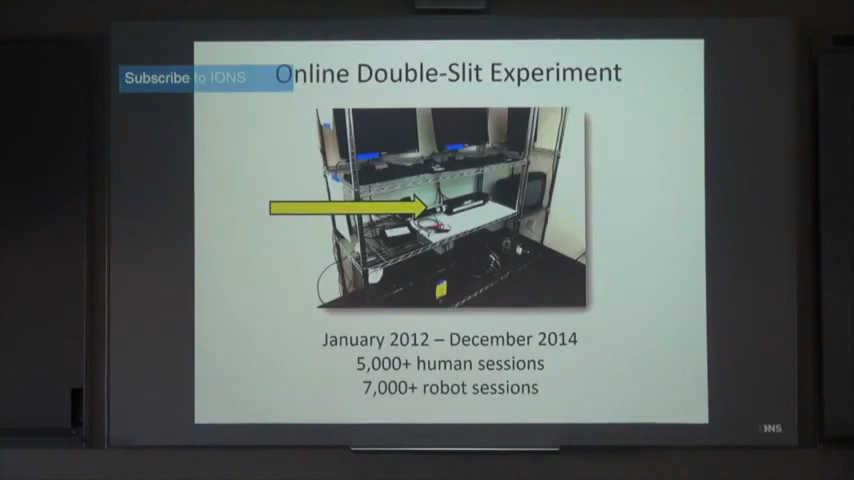 Subscribe to IONS
Online Double-Slit Experiment
January 2012 – December 2014
5,000+ human sessions
7,000+ robot sessions
IONS